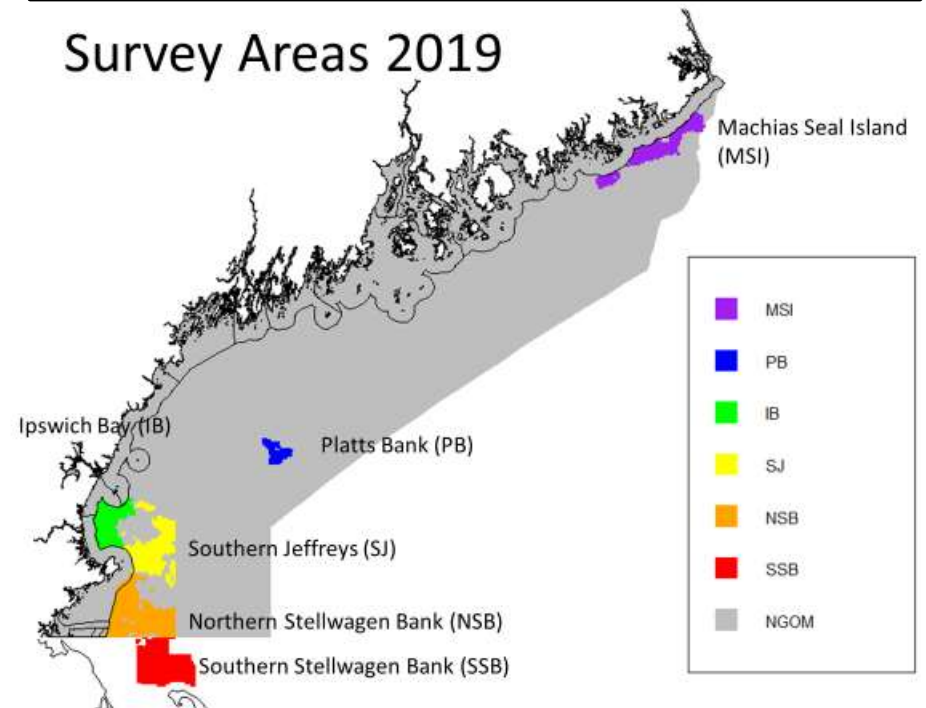 Survey Areas 2019
Machias Seal Island
(MSI)
Ipswich Bay (IB)
Platts Bank (PB)
Southern Jeffreys (SJ)
Northern Stellwagen Bank (NSB)
Southern Stellwagen Bank (SSB)
MSI
PB
IB
SJ
NSB
SSB
NGOM